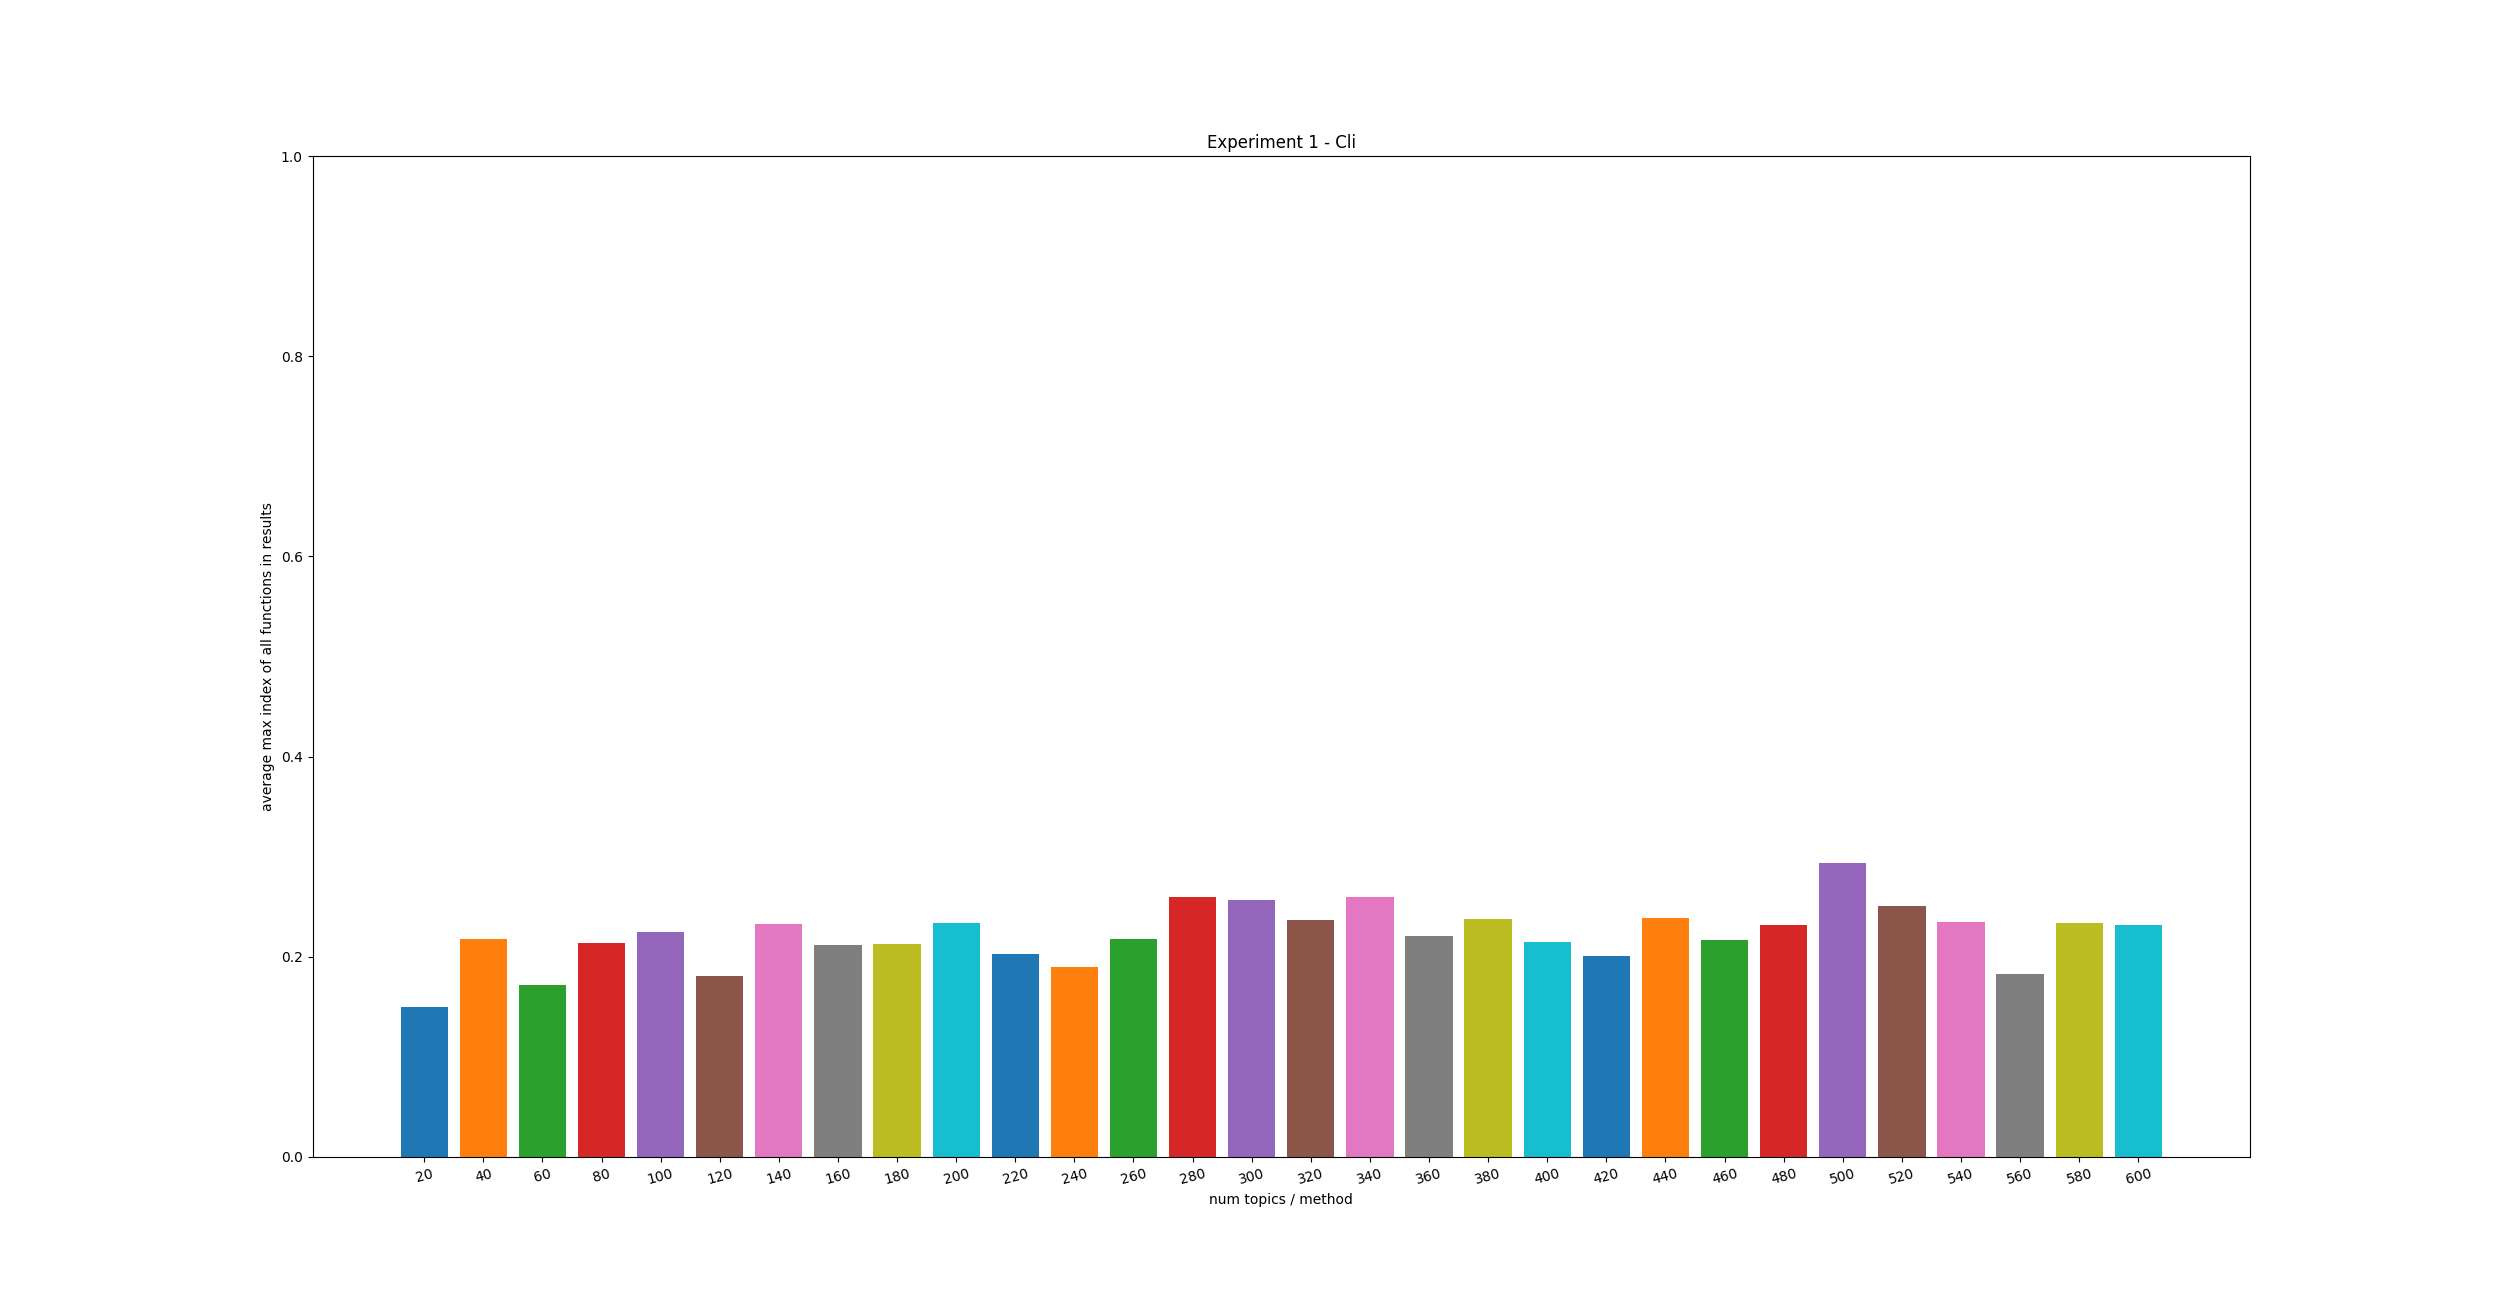 Experiment 1 - Cli
1.0
0.8
0.6
0.4
0.2
0.0
average max index of all functions in results
20 40 60 80 100 120 140 160 180 200 220 240 260 280 300 320 340 360 380 400 420 440 460 480 500 520 540 560 580 600
num topics / method